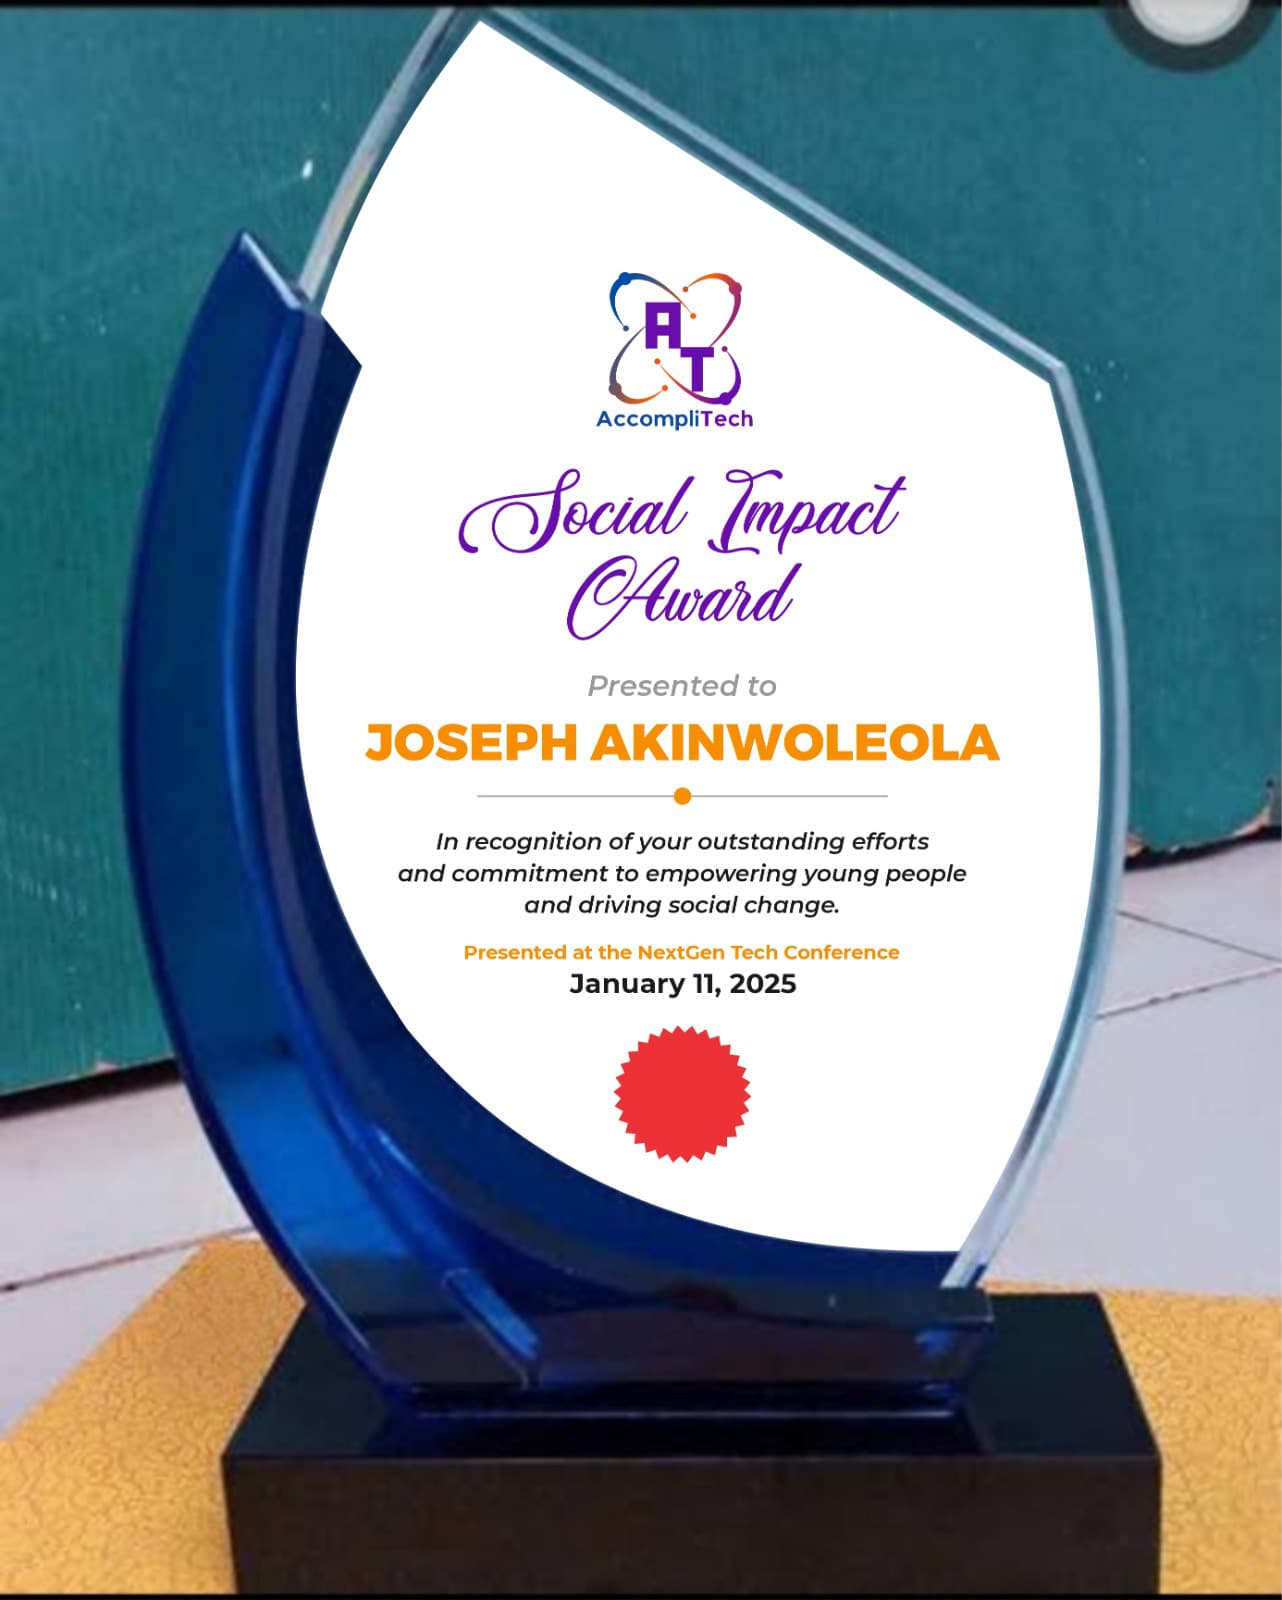 AT
AccompliTech
Social Impact
Award
Presented to
JOSEPH AKINWOLEOLA
In recognition of your outstanding efforts
and commitment to empowering young people
and driving social change.
Presented at the NextGen Tech Conference
January 11, 2025